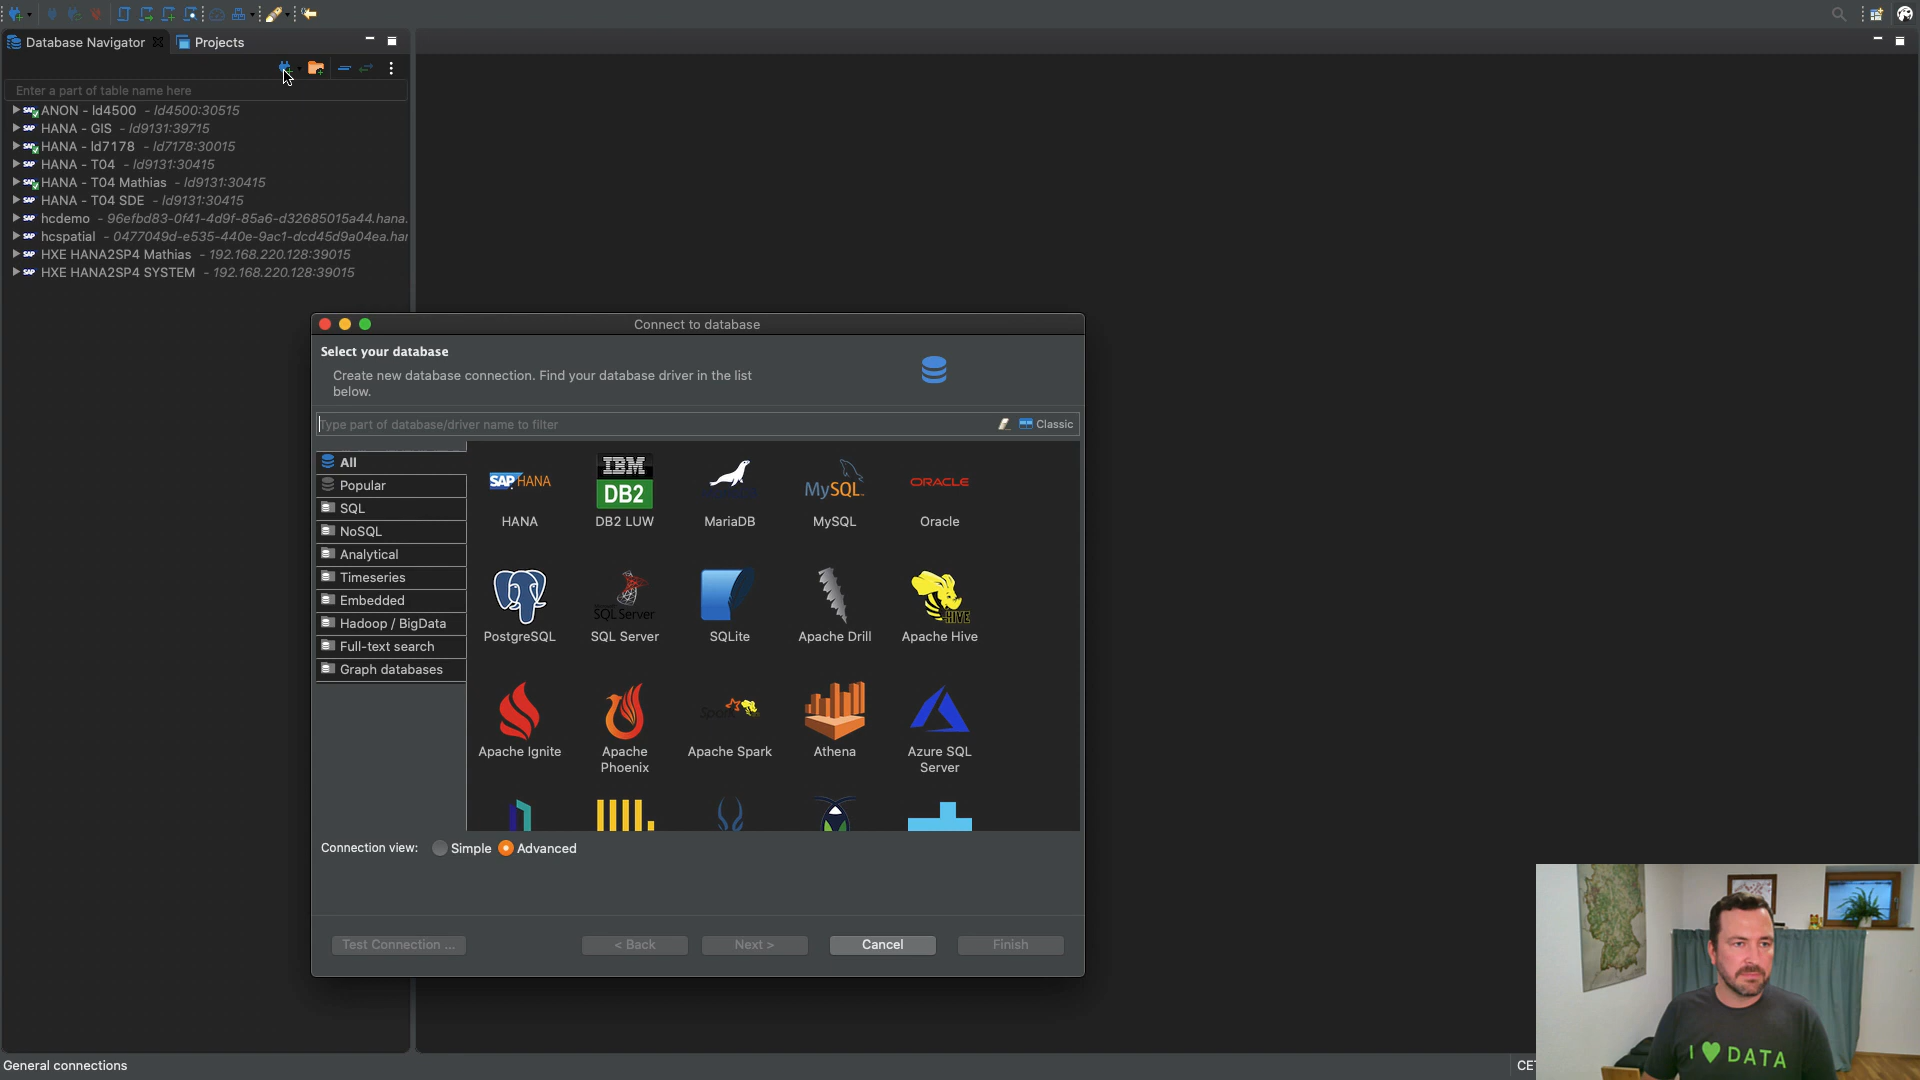 Database Navigator
Projects
Enter a part of table name here
ANON - ld4500 - ld4500:30515
HANA - GIS - ld9131:39715
HANA - ld7178 - ld7178:30015
HANA - T04 - ld9131:30415
HANA - T04 Mathias - ld9131:30415
HANA - T04 SDE - ld9131:30415
hcdemo - 96efbd83-0f41-4d9f-85a6-d32685015a44.hana.
hcspatial - 0477049d-e535-440e-9ac1-dcd45d9a04ea.har
HXE HANA2SP4 Mathias - 192.168.220.128:39015
HXE HANA2SP4 SYSTEM - 192.168.220.128:39015
Connect to database
Select your database
Create new database connection. Find your database driver in the list
below.
Type part of database/driver name to filter
Classic
All
Popular
SQL
NoSQL
Analytical
Timeseries
Embedded
Hadoop / BigData
Full-text search
Graph databases
SAP HANA
IBM
DB2
MySQL
ORACLE
HANA
DB2 LUW
MariaDB
MySQL
Oracle
SQL Server
HIVE
PostgreSQL
SQL Server
SQLite
Apache Drill
Apache Hive
Spark
Apache Ignite
Apache
Phoenix
Apache Spark
Athena
Azure SQL
Server
Connection view:
Simple
Advanced
Test Connection ...
< Back
Next >
Cancel
Finish
General connections
CET
I DATA